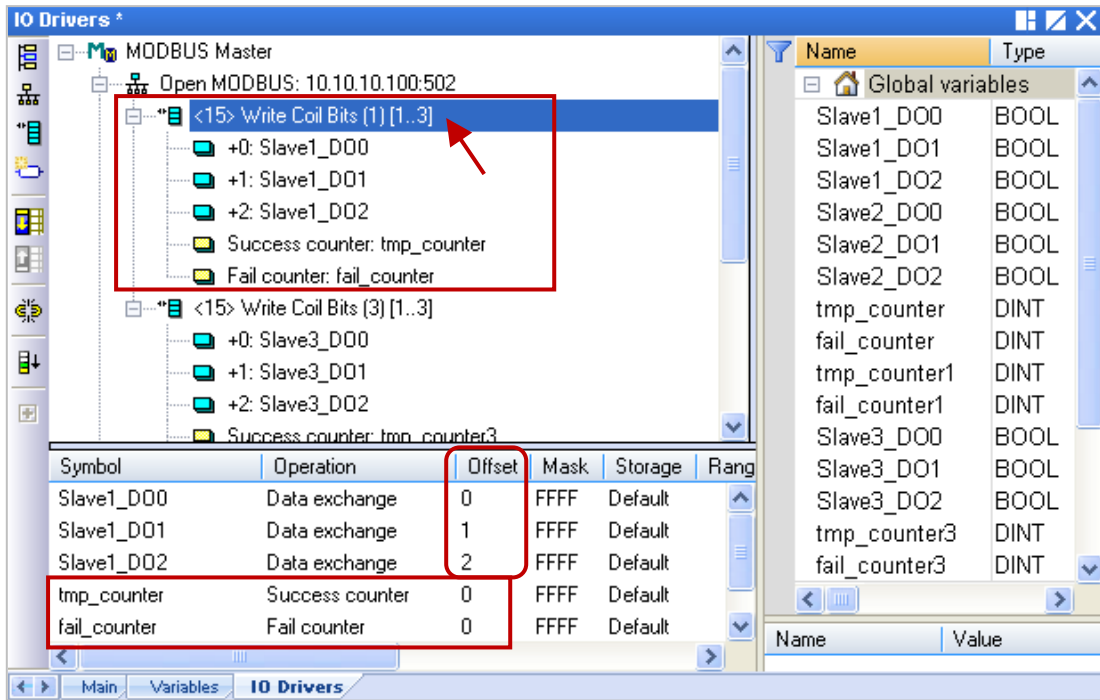 IO Drivers *
MODBUS Master
Open MODBUS: 10.10.10.100:502
<15> Write Coil Bits (1) [1..3]
+0: Slave1_DO0
+1: Slave1_DO1
+2: Slave1_DO2
Success counter: tmp_counter
Fail counter: fail_counter
<15> Write Coil Bits (3) [1..3]
+0: Slave3_DO0
+1: Slave3_DO1
+2: Slave3_DO2
Success counter: tmp_counter3
Symbol Operation Offset Mask Storage Rang
Slave1_DO0 Data exchange 0 FFFF Default
Slave1_DO1 Data exchange 1 FFFF Default
Slave1_DO2 Data exchange 2 FFFF Default
tmp_counter Success counter 0 FFFF Default
fail_counter Fail counter 0 FFFF Default
Name Type
Global variables
Slave1_DO0 BOOL
Slave1_DO1 BOOL
Slave1_DO2 BOOL
Slave2_DO0 BOOL
Slave2_DO1 BOOL
Slave2_DO2 BOOL
tmp_counter DINT
fail_counter DINT
tmp_counter1 DINT
fail_counter1 DINT
Slave3_DO0 BOOL
Slave3_DO1 BOOL
Slave3_DO2 BOOL
tmp_counter3 DINT
fail_counter3 DINT
Name Value
Main Variables IO Drivers